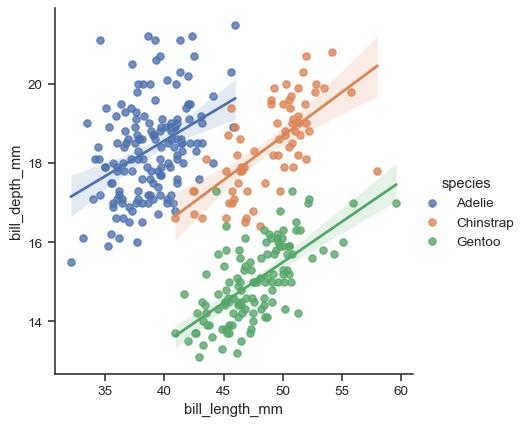 20
18
16
14
bill_depth_mm
35 40 45 50 55 60
bill_length_mm
species
Adelie
Chinstrap
Gentoo